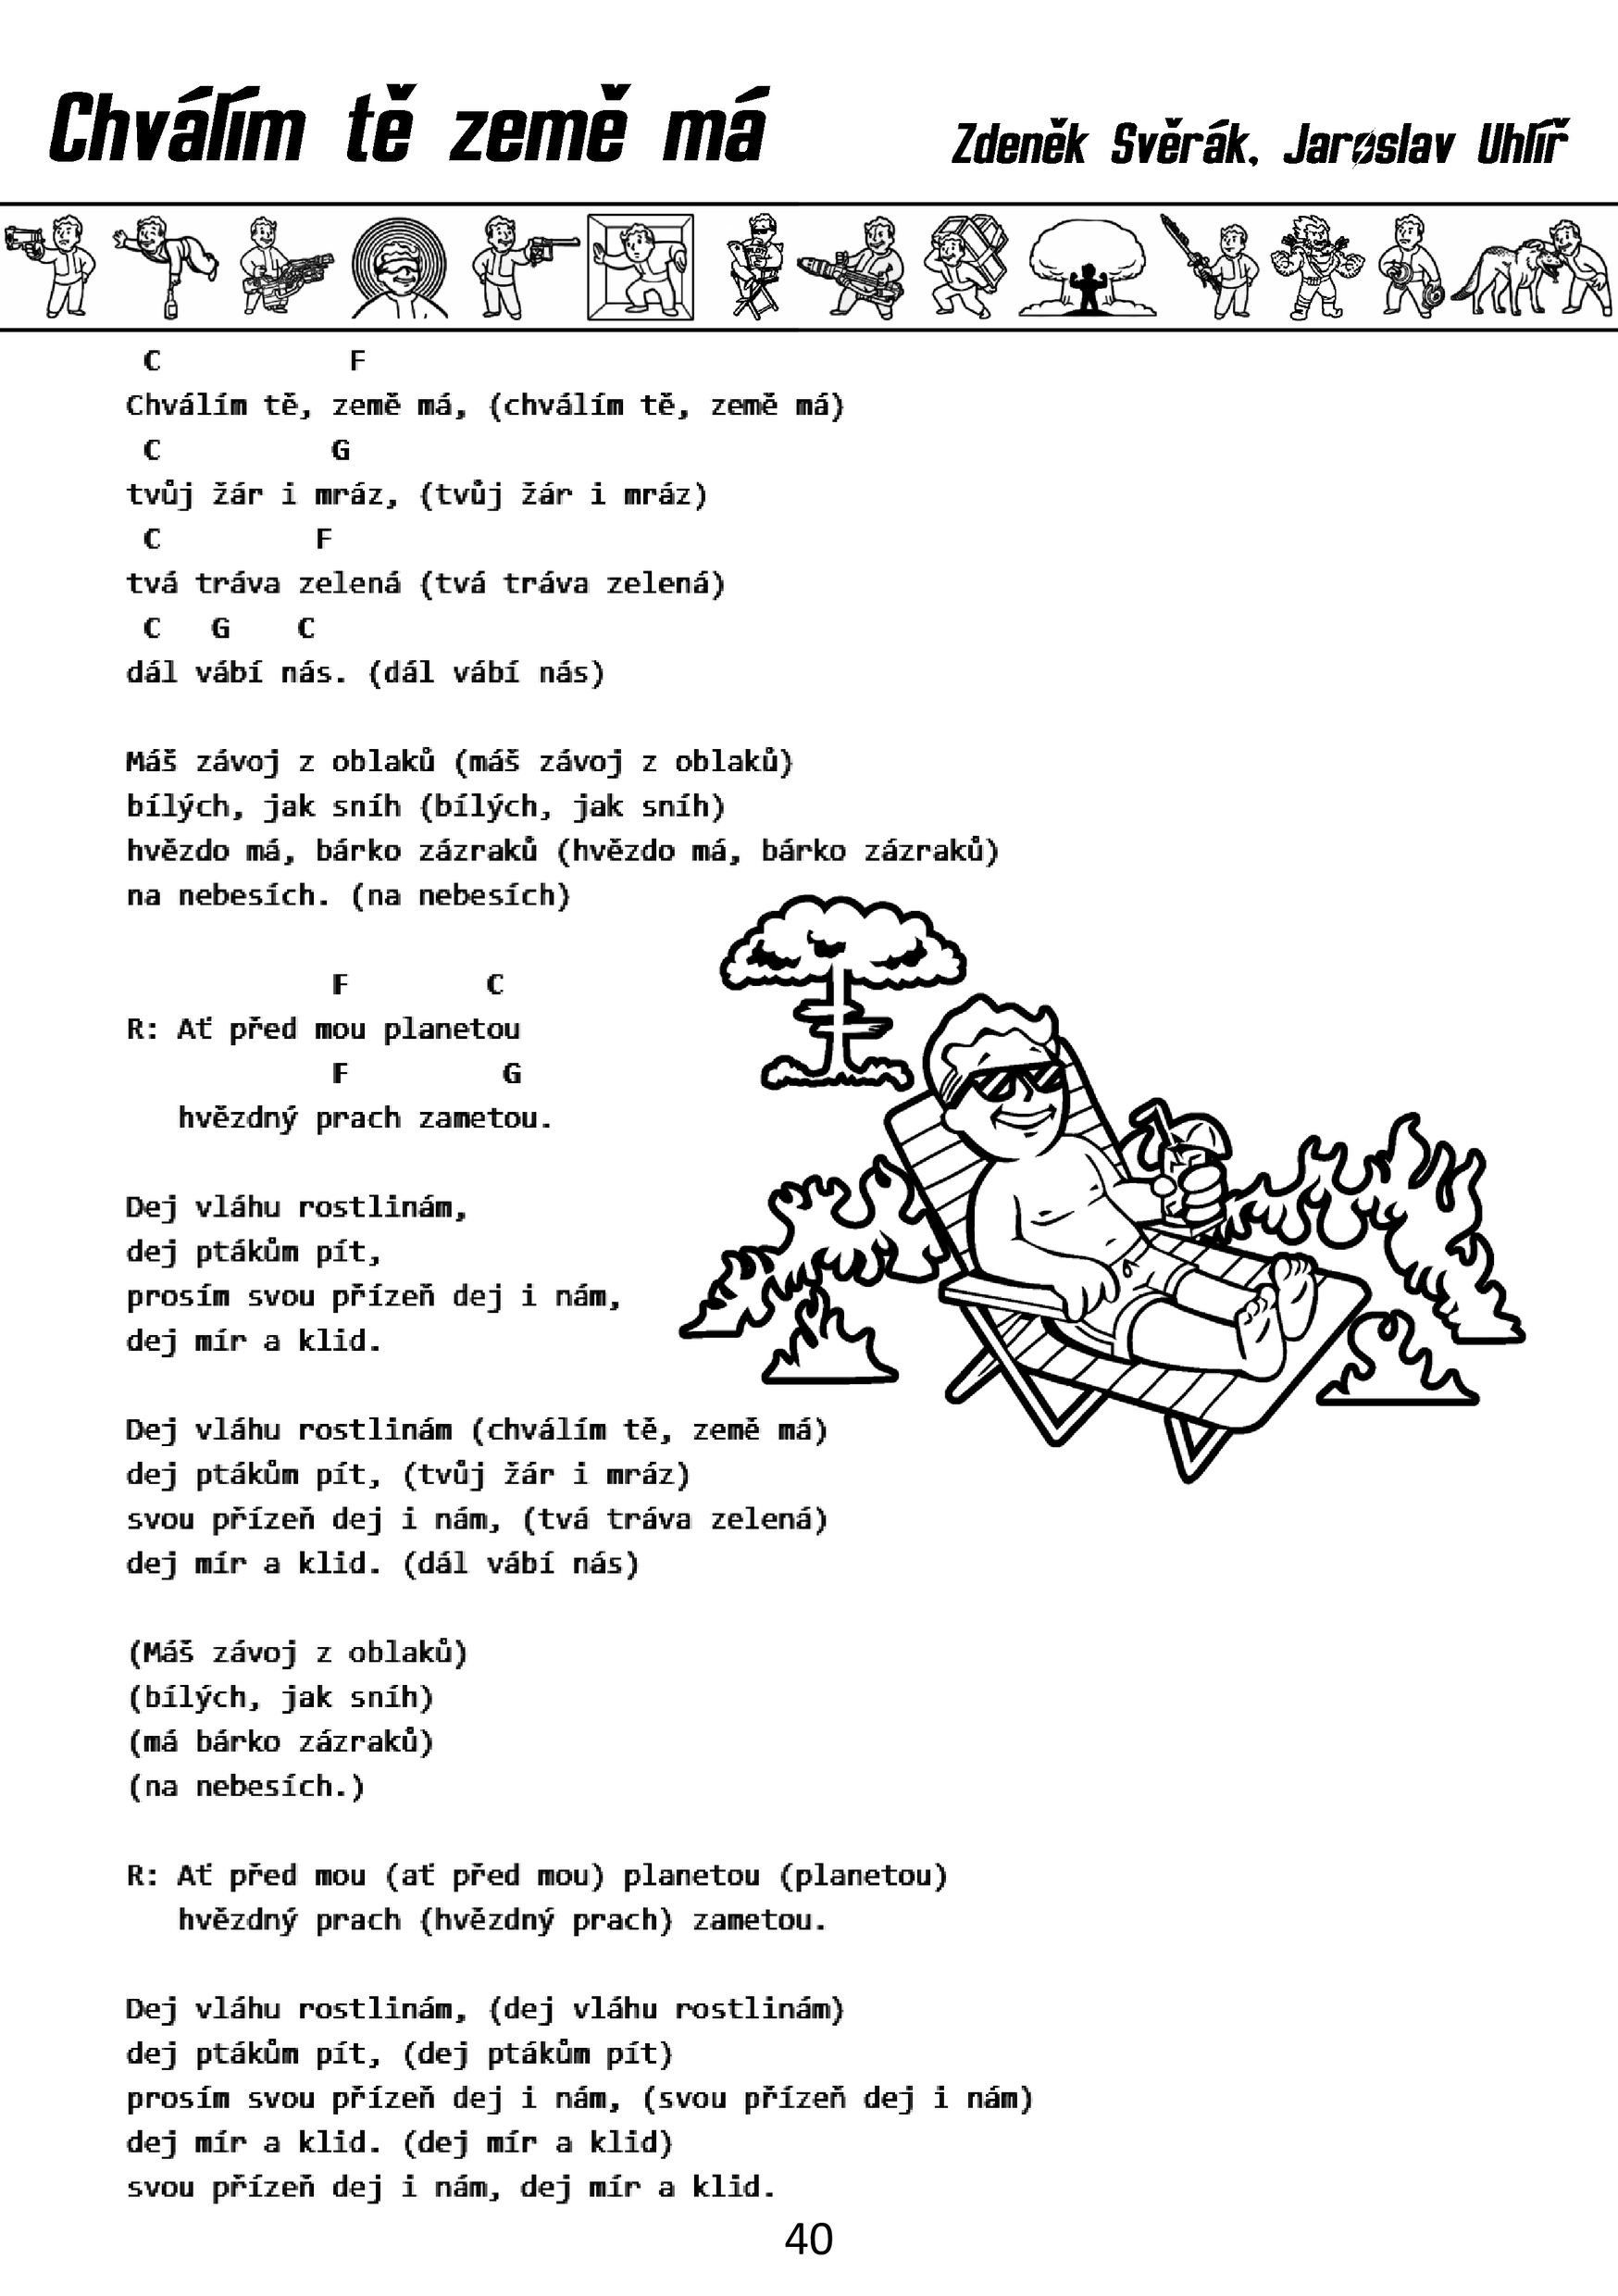 Chválím tě země má
Zdeněk Svěrák, Jaroslav Uhlíř
C F
Chválím tě, země má, (chválím tě, země má)
C G
tvůj žár i mráz, (tvůj žár i mráz)
C F
tvá tráva zelená (tvá tráva zelená)
C G C
dál vábí nás. (dál vábí nás)
Máš závoj z oblaků (máš závoj z oblaků)
bílých, jak sníh (bílých, jak sníh)
hvězdo má, bárko zázraků (hvězdo má, bárko zázraků)
na nebesích. (na nebesích)
F C
R: Ať před mou planetou
F G
hvězdný prach zametou.
Dej vláhu rostlinám,
dej ptákům pít,
prosím svou přízeň dej i nám,
dej mír a klid.
Dej vláhu rostlinám (chválím tě, země má)
dej ptákům pít, (tvůj žár i mráz)
svou přízeň dej i nám, (tvá tráva zelená)
dej mír a klid. (dál vábí nás)
(Máš závoj z oblaků)
(bílých, jak sníh)
(má bárko zázraků)
(na nebesích.)
R: Ať před mou (ať před mou) planetou (planetou)
hvězdný prach (hvězdný prach) zametou.
Dej vláhu rostlinám, (dej vláhu rostlinám)
dej ptákům pít, (dej ptákům pít)
prosím svou přízeň dej i nám, (svou přízeň dej i nám)
dej mír a klid. (dej mír a klid)
svou přízeň dej i nám, dej mír a klid.
40